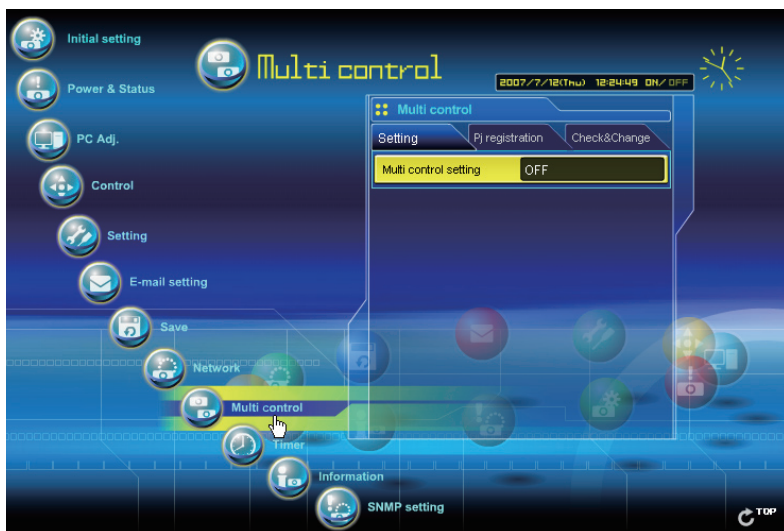 Initial setting
Power & Status
PC Adj.
Control
Setting
E-mail setting
Save
Network
Multi control
Timer
Information
SNMP setting
Multi control
2007/7/12(Thu) 12:24:49 ON/OFF
Multi control
Setting Pj registration Check&Change
Multi control setting OFF
TOP